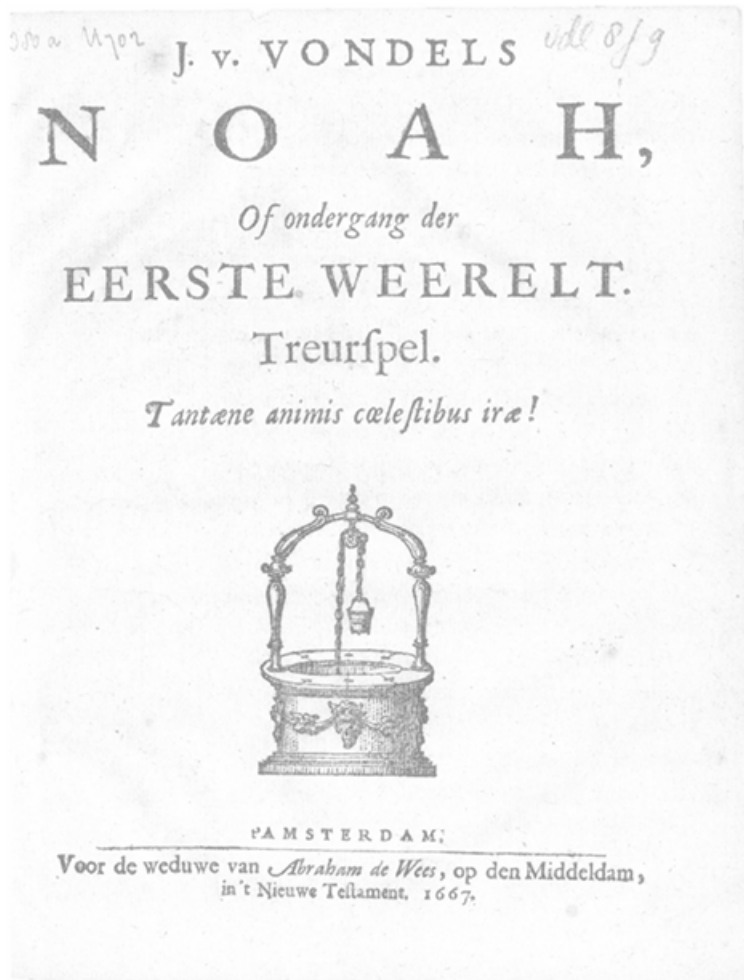 J. v. VONDELS
NOAH,
Of ondergang der
EERSTE WEERELT.
Treurſpel.
Tantæne animis cœleſtibus iræ!
t'AMSTERDAM,
Voor de weduwe van Abraham de Wees, op den Middeldam,
in 't Nieuwe Teſtament. 1667.